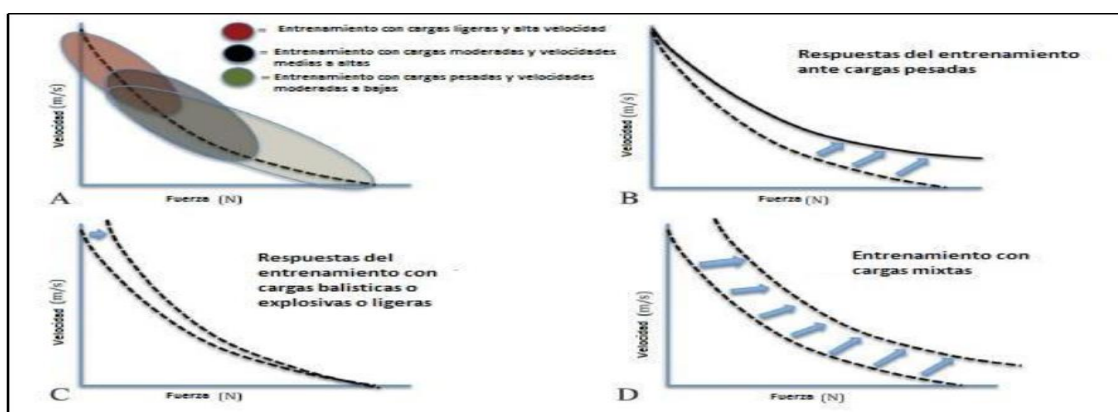 = Entrenamiento con cargas ligeras y alta velocidad
= Entrenamiento con cargas moderadas y velocidades
medias a altas
= Entrenamiento con cargas pesadas y velocidades
moderadas a bajas
Velocidad (m/s)
A
Fuerza (N)
Respuestas del entrenamiento
ante cargas pesadas
Velocidad (m/s)
B
Fuerza (N)
Respuestas del
entrenamiento con
cargas balísticas o
explosivas o ligeras
Velocidad (m/s)
C
Fuerza (N)
Entrenamiento con
cargas mixtas
Velocidad (m/s)
D
Fuerza (N)